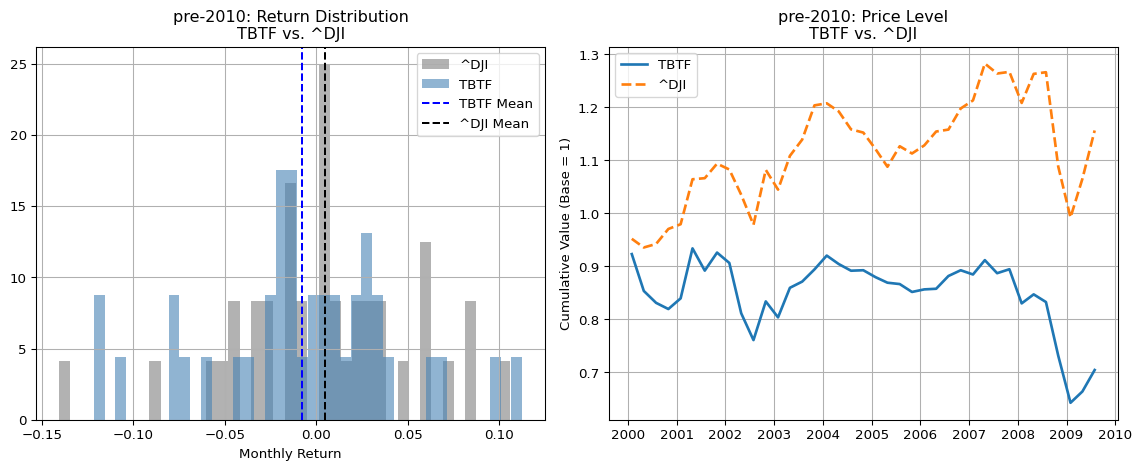 pre-2010: Return Distribution
TBTF vs. ^DJI
^DJI
TBTF
TBTF Mean
^DJI Mean
25
20
15
10
5
0
−0.15
−0.10
−0.05
0.00
0.05
0.10
Monthly Return
pre-2010: Price Level
TBTF vs. ^DJI
TBTF
^DJI
Cumulative Value (Base = 1)
1.3
1.2
1.1
1.0
0.9
0.8
0.7
2000
2001
2002
2003
2004
2005
2006
2007
2008
2009
2010